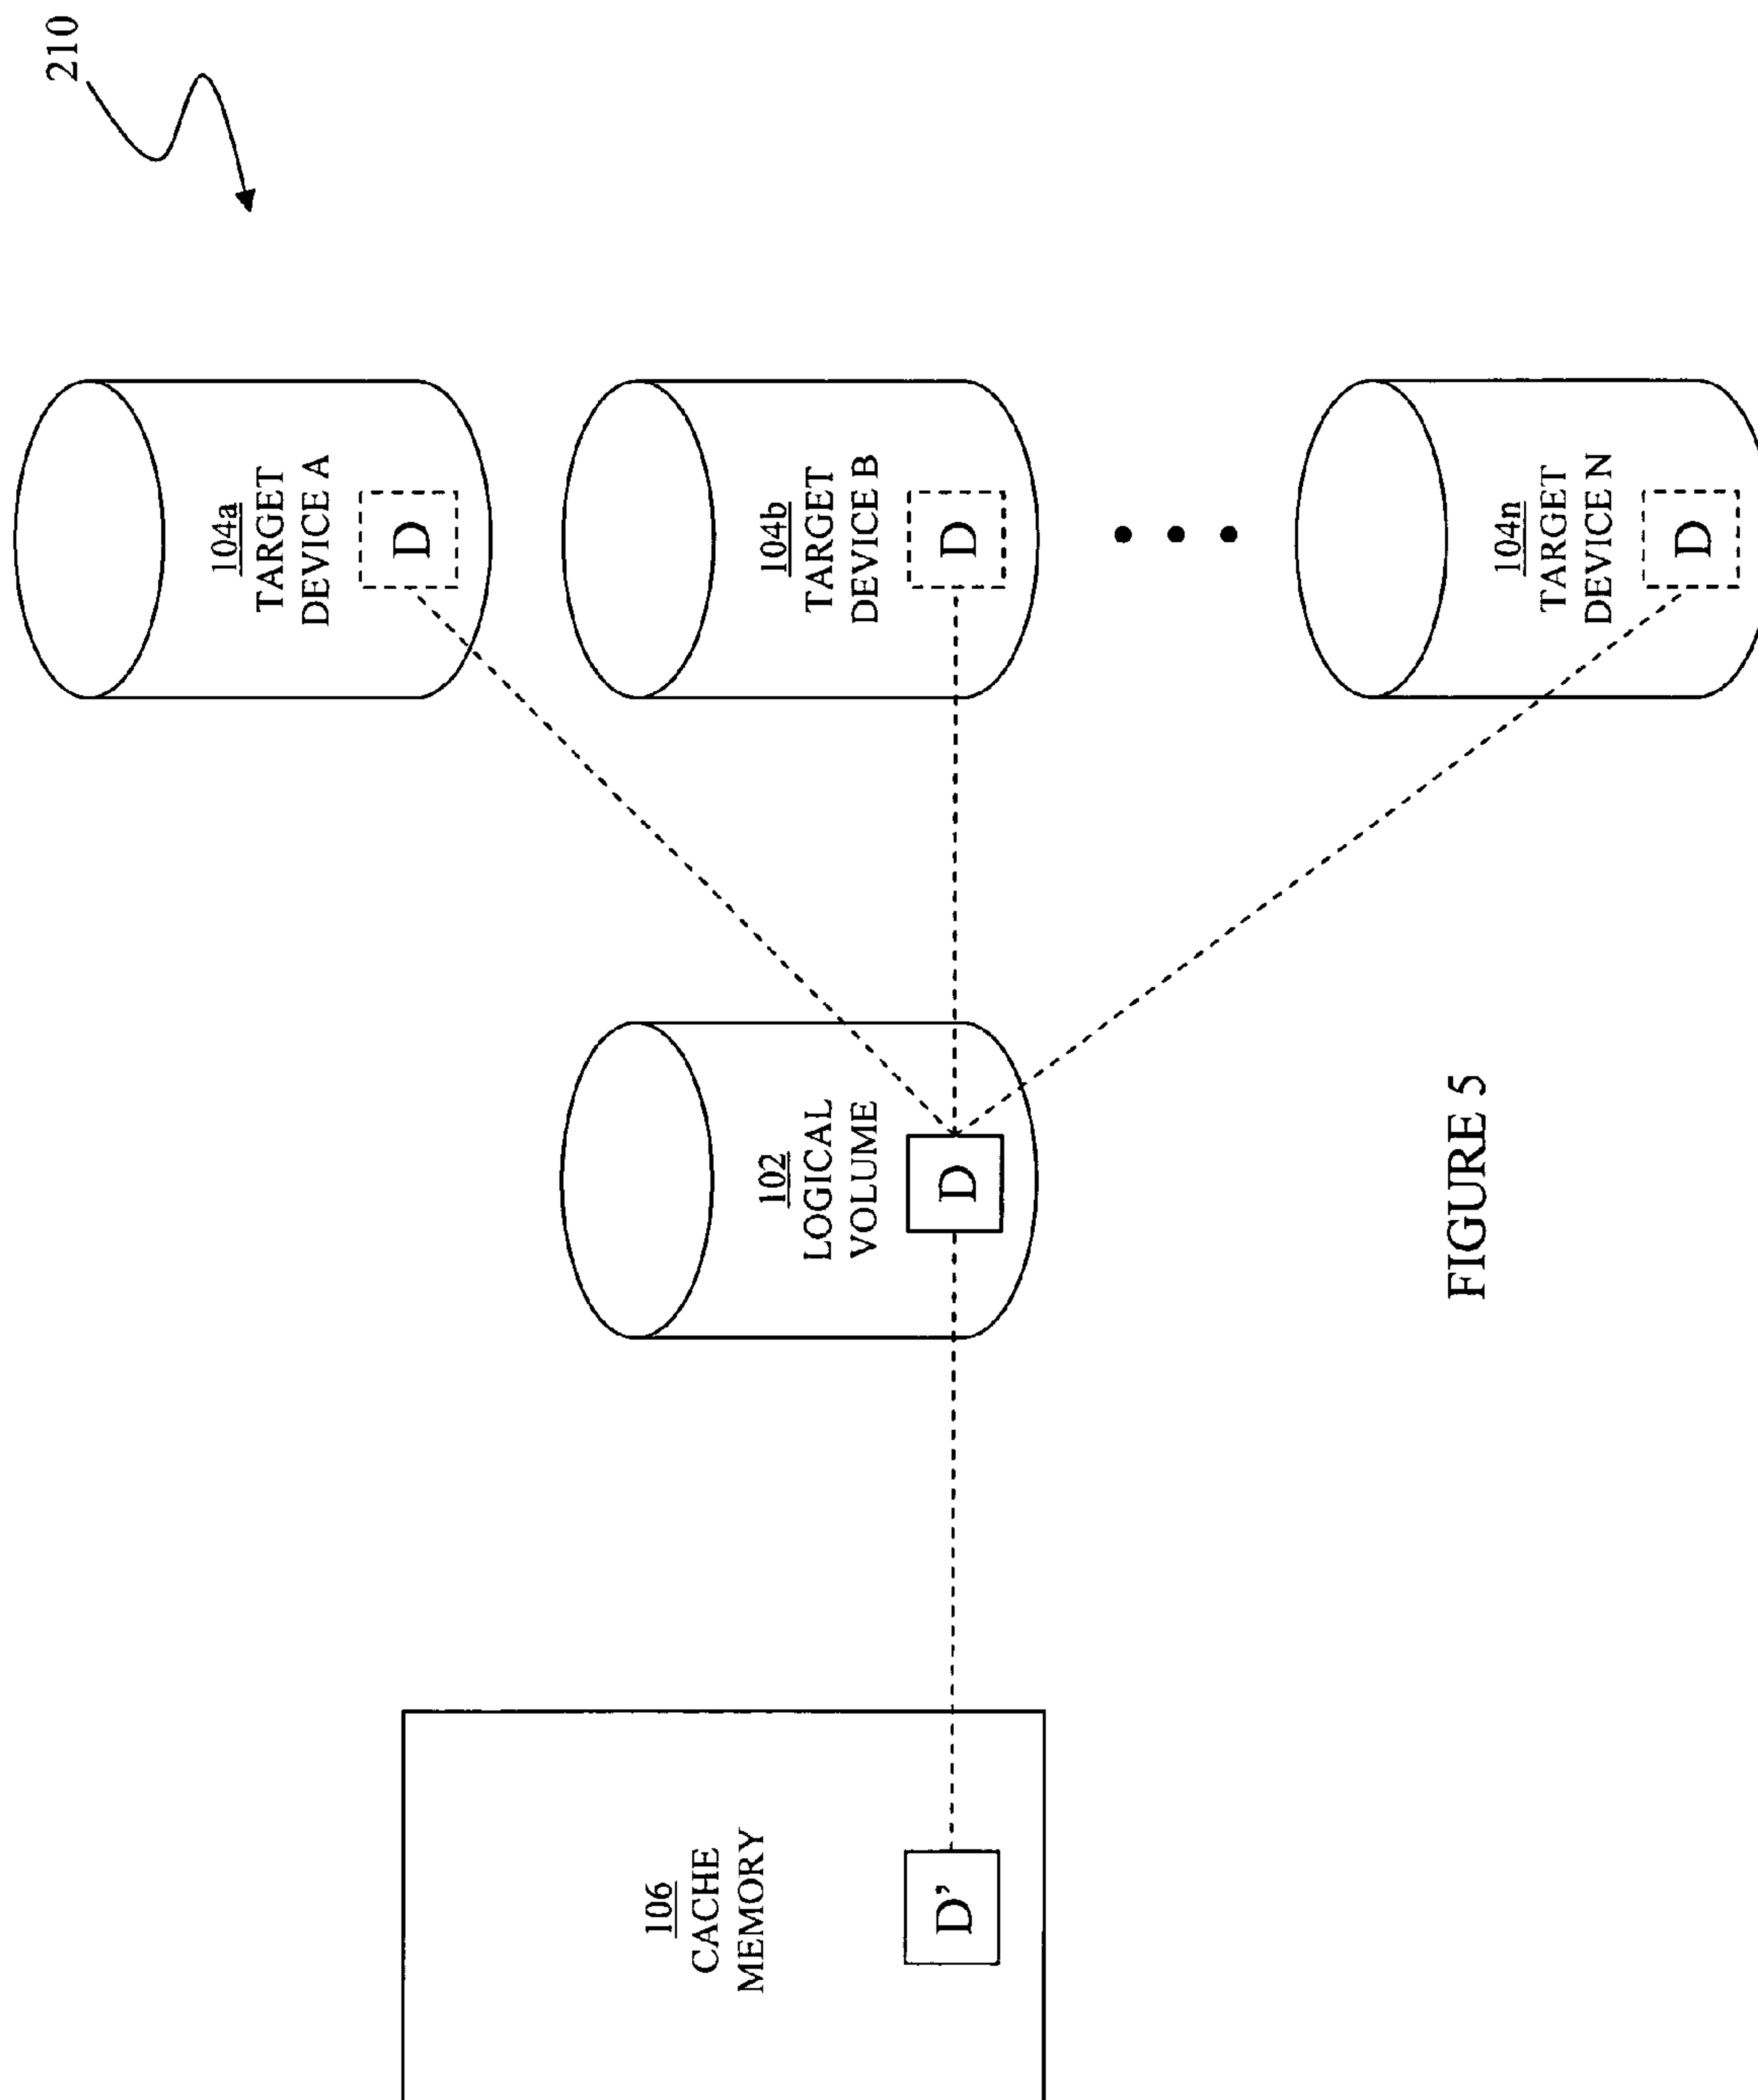 210
106
CACHE
MEMORY
D'
102
LOGICAL
VOLUME
D
104a
TARGET
DEVICE A
D
104b
TARGET
DEVICE B
D
104n
TARGET
DEVICE N
D
FIGURE 5